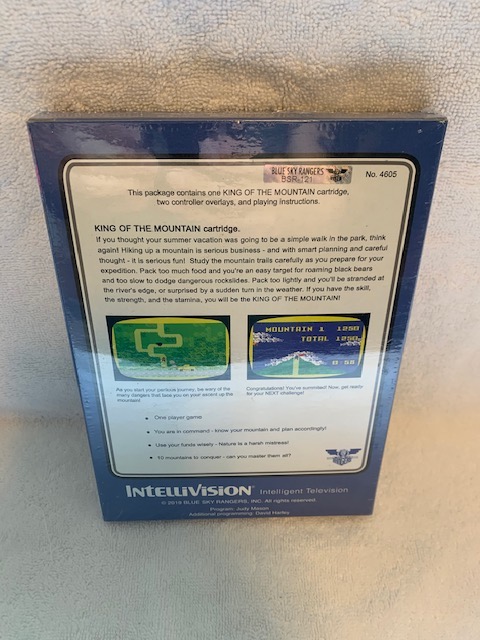 BLUE SKY RANGERS
BSR-121
No. 4605
This package contains one KING OF THE MOUNTAIN cartridge,
two controller overlays, and playing instructions.
KING OF THE MOUNTAIN cartridge.
If you thought your summer vacation was going to be a simple walk in the park, think
again! Hiking up a mountain is serious business - and with smart planning and careful
thought - it is serious fun! Study the mountain trails carefully as you prepare for your
expedition. Pack too much food and you're an easy target for roaming black bears
and too slow to dodge dangerous rockslides. Pack too lightly and you'll be stranded at
the river's edge, or surprised by a sudden turn in the weather. If you have the skill,
the strength, and the stamina, you will be the KING OF THE MOUNTAIN!
MOUNTAIN 1 1250
TOTAL 1250
0:58
As you start your perilous journey, be wary of the
many dangers that face you on your ascent up the
mountain!
Congratulations! You've summited! Now, get ready
for your NEXT challenge!
• One player game
• You are in command - know your mountain and plan accordingly!
• Use your funds wisely - Nature is a harsh mistress!
• 10 mountains to conquer - can you master them all?
INTELLIVISION Intelligent Television
© 2019 BLUE SKY RANGERS, INC. All rights reserved.
Program: Judy Mason
Additional programming: David Harley